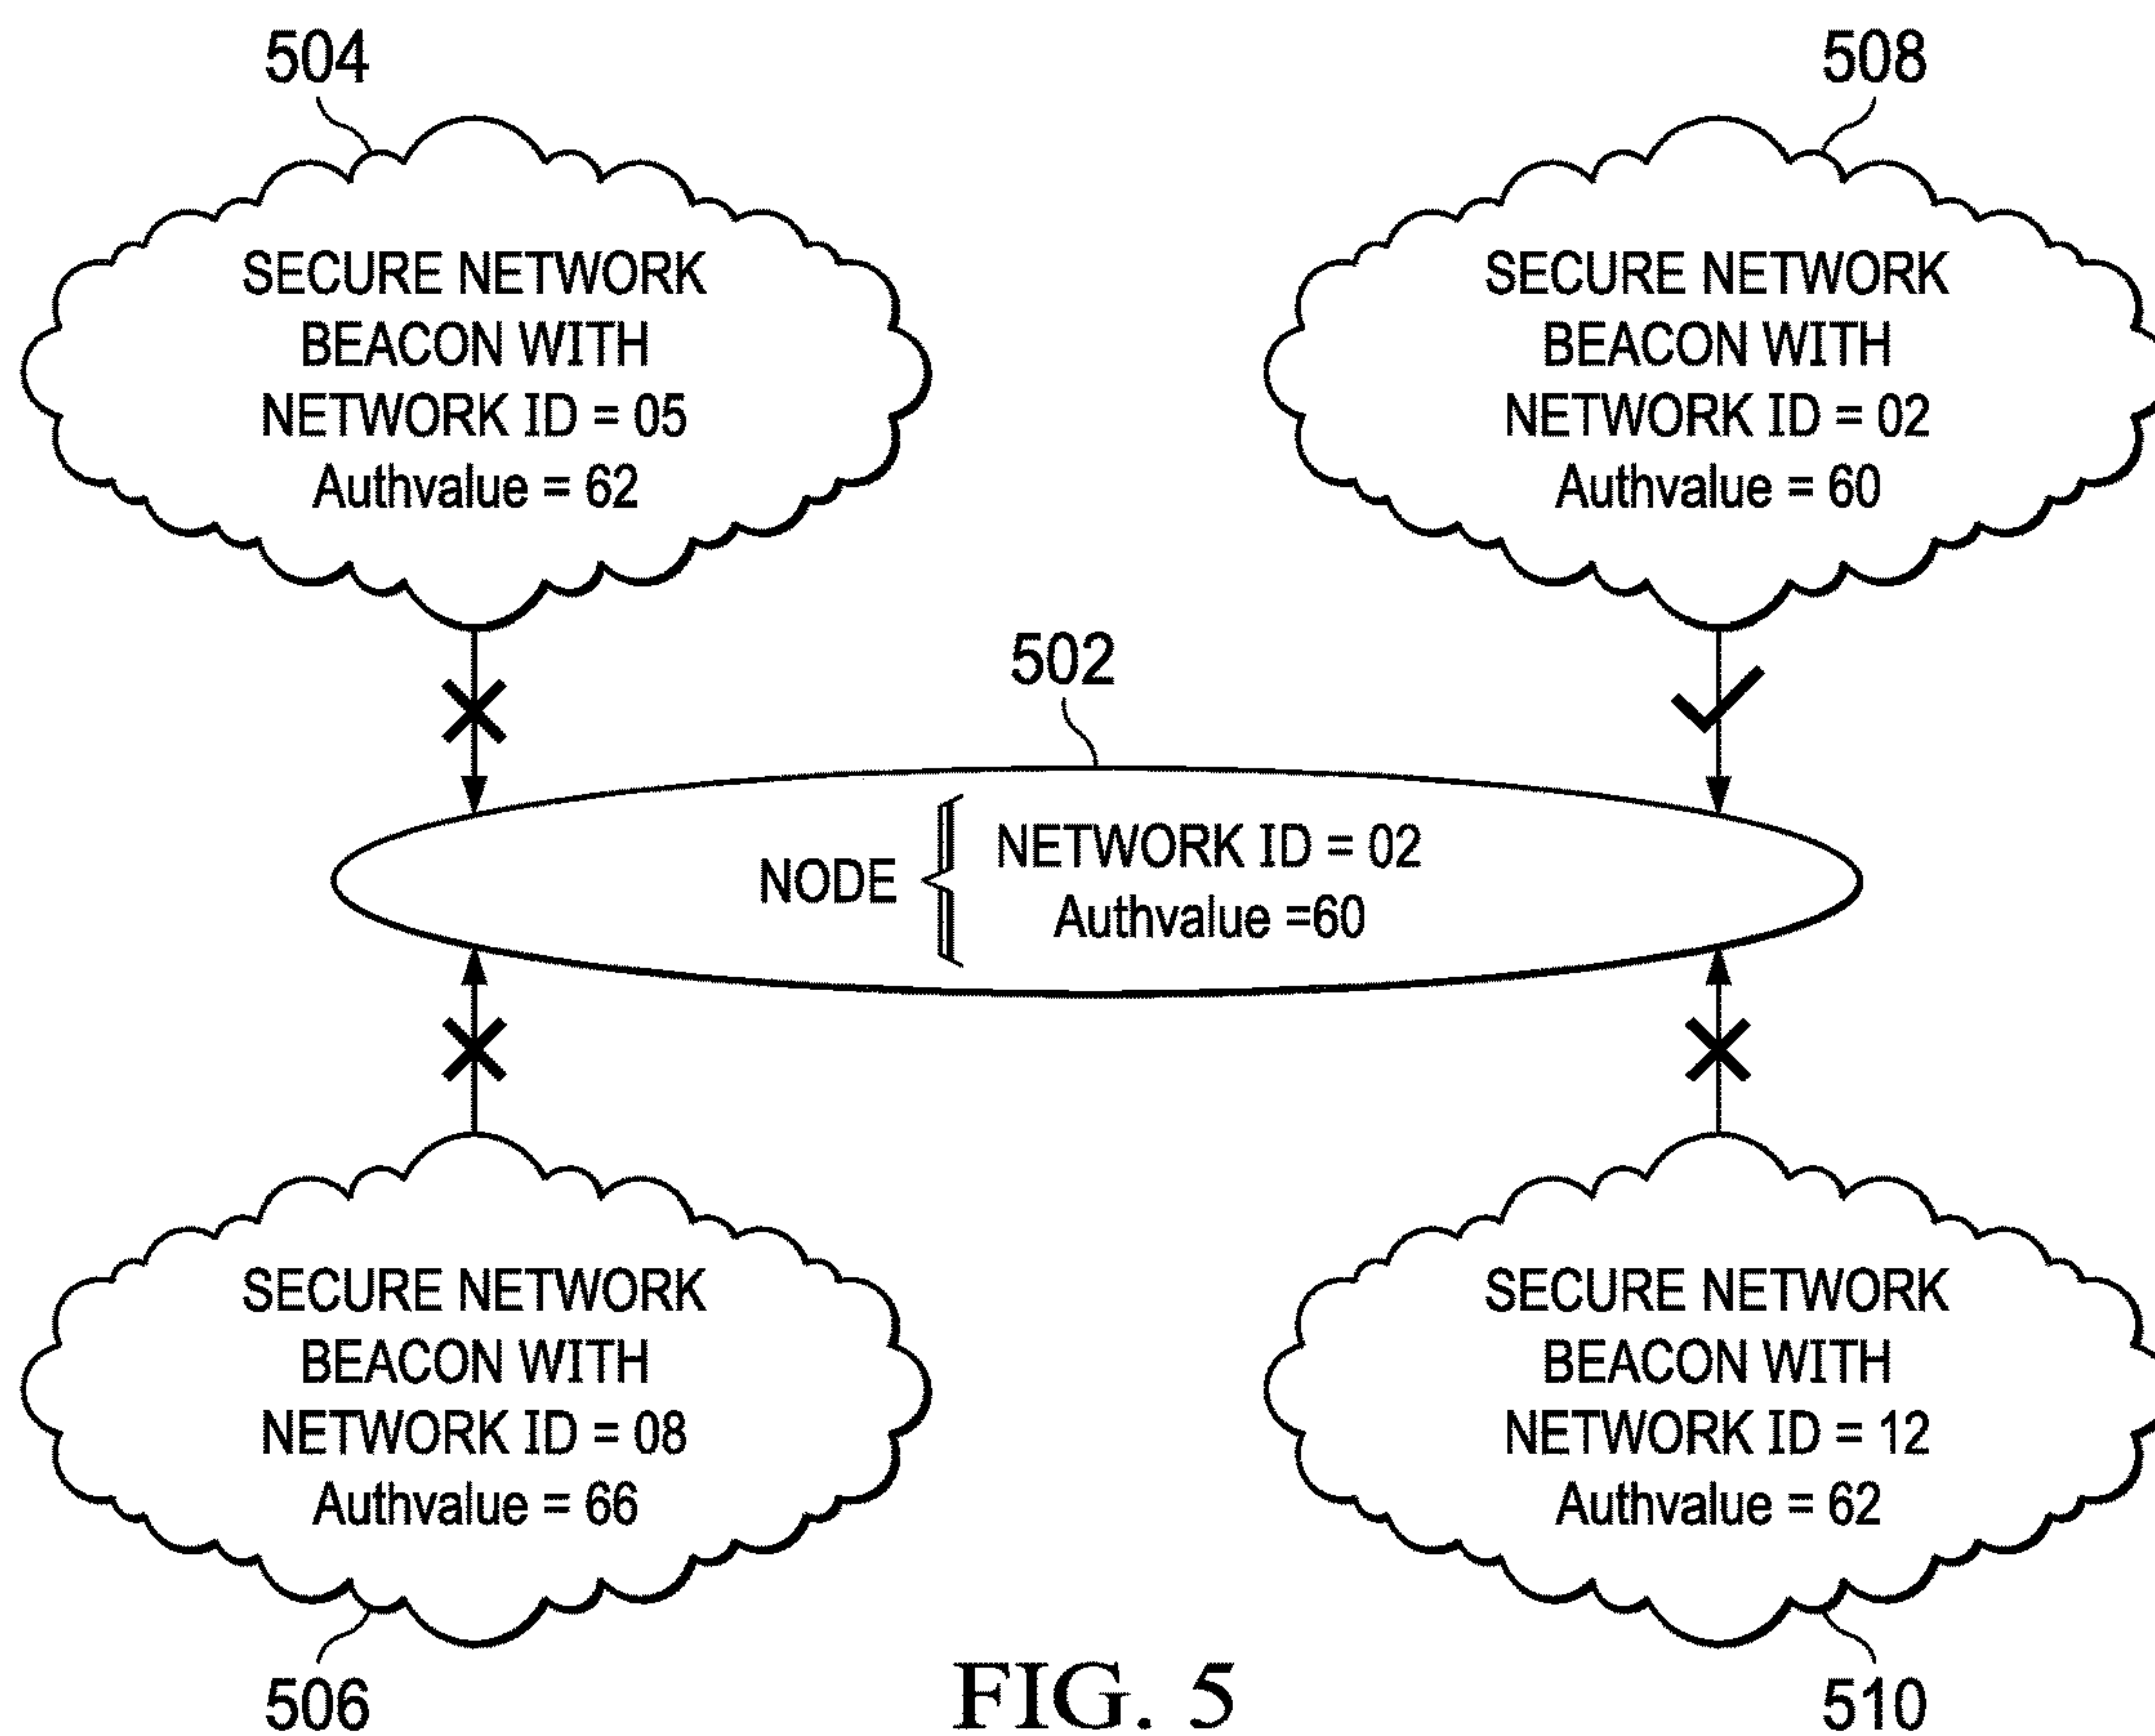 504
508
SECURE NETWORK
BEACON WITH
NETWORK ID = 05
Authvalue = 62
SECURE NETWORK
BEACON WITH
NETWORK ID = 02
Authvalue = 60
502
NODE
NETWORK ID = 02
Authvalue =60
SECURE NETWORK
BEACON WITH
NETWORK ID = 08
Authvalue = 66
SECURE NETWORK
BEACON WITH
NETWORK ID = 12
Authvalue = 62
506
FIG. 5
510